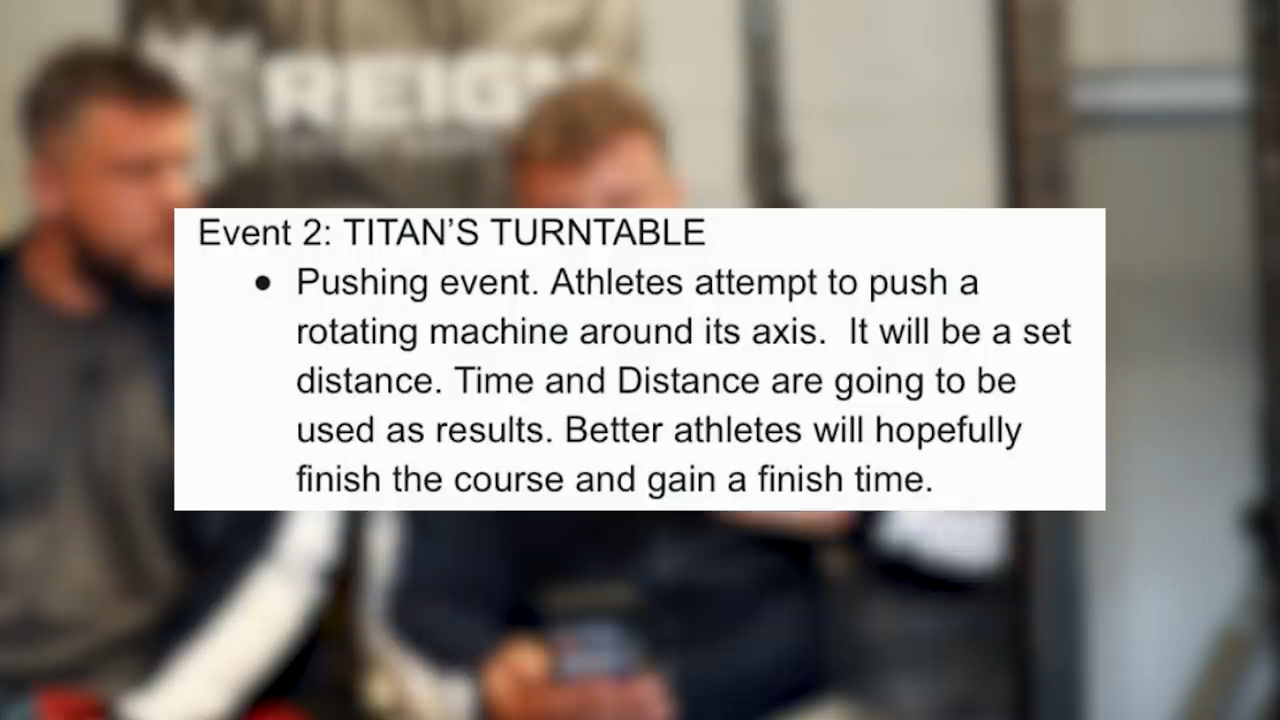 REIGN
Event 2: TITAN'S TURNTABLE
● Pushing event. Athletes attempt to push a
rotating machine around its axis.  It will be a set
distance. Time and Distance are going to be
used as results. Better athletes will hopefully
finish the course and gain a finish time.